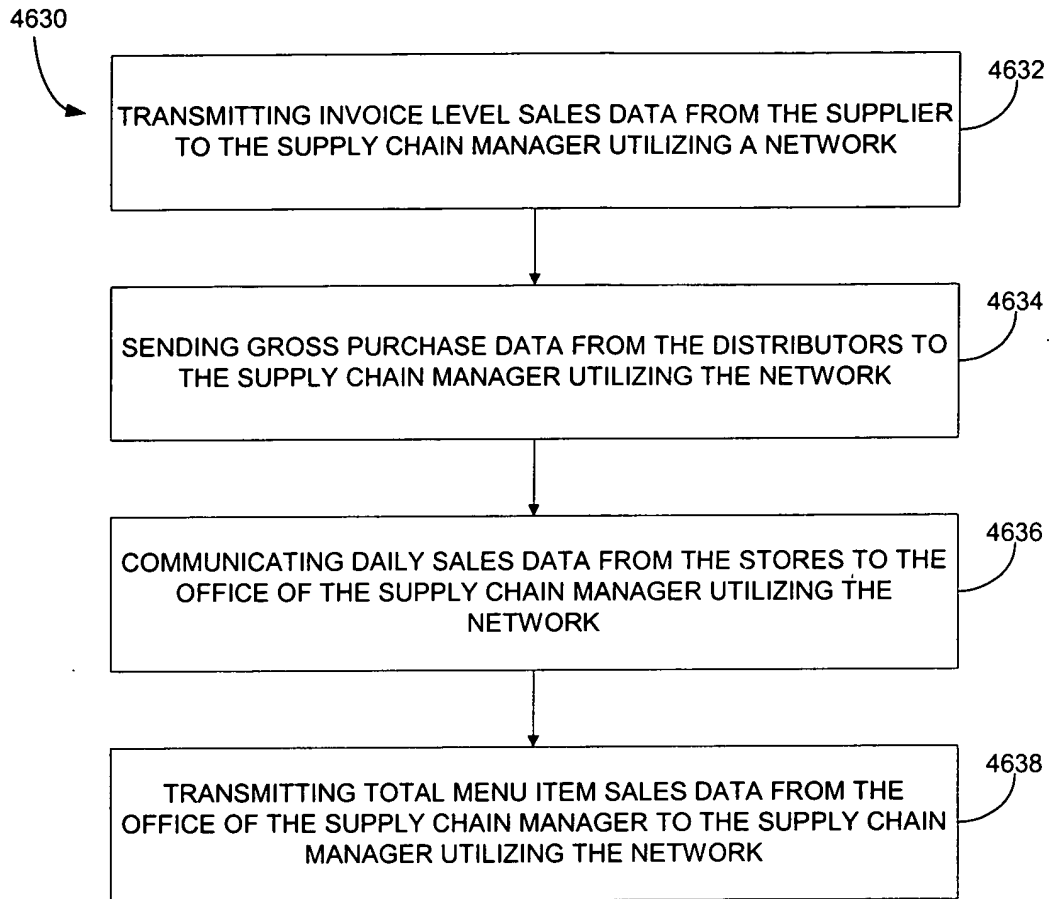 4630
4632
TRANSMITTING INVOICE LEVEL SALES DATA FROM THE SUPPLIER
TO THE SUPPLY CHAIN MANAGER UTILIZING A NETWORK
4634
SENDING GROSS PURCHASE DATA FROM THE DISTRIBUTORS TO
THE SUPPLY CHAIN MANAGER UTILIZING THE NETWORK
4636
COMMUNICATING DAILY SALES DATA FROM THE STORES TO THE
OFFICE OF THE SUPPLY CHAIN MANAGER UTILIZING THE
NETWORK
4638
TRANSMITTING TOTAL MENU ITEM SALES DATA FROM THE
OFFICE OF THE SUPPLY CHAIN MANAGER TO THE SUPPLY CHAIN
MANAGER UTILIZING THE NETWORK